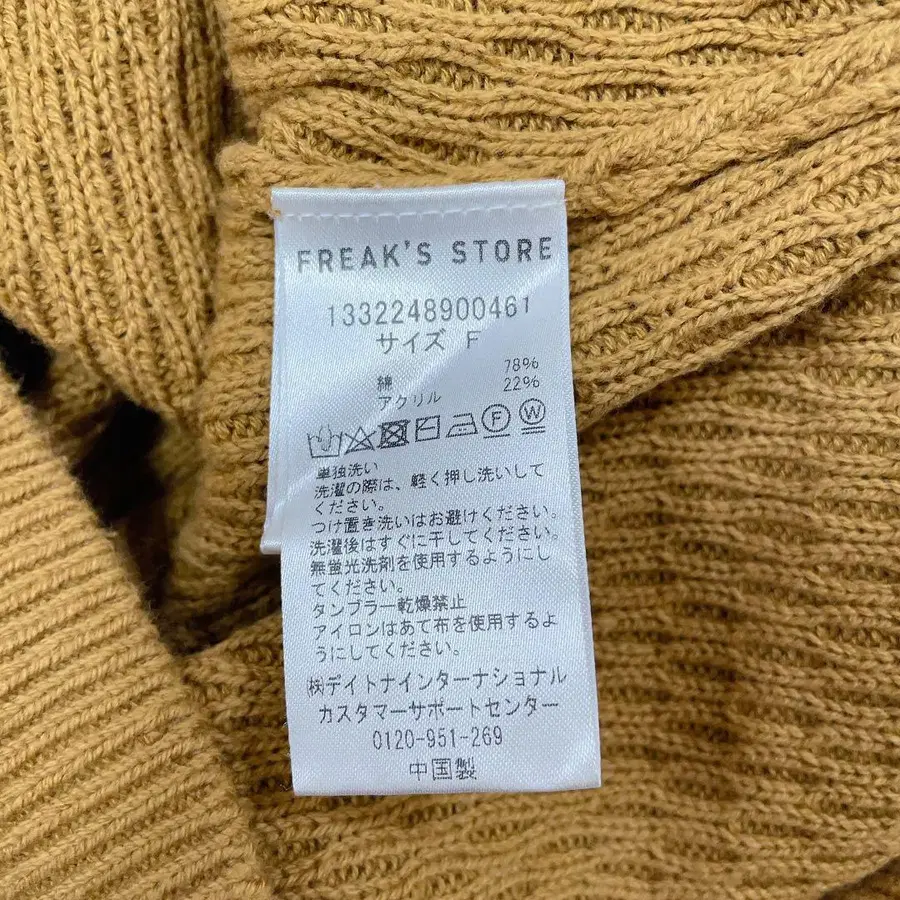 FREAK'S STORE
1332248900461
サイズ F
綿 78%
アクリル 22%
F W
単独洗い
洗濯の際は、軽く押し洗いして
ください。
つけ置き洗いはお避けください。
洗濯後はすぐに干してください。
無蛍光洗剤を使用するようにし
てください。
タンブラー乾燥禁止
アイロンはあて布を使用するよ
うにしてください。
㈱デイトナインターナショナル
カスタマーサポートセンター
0120-951-269
中国製